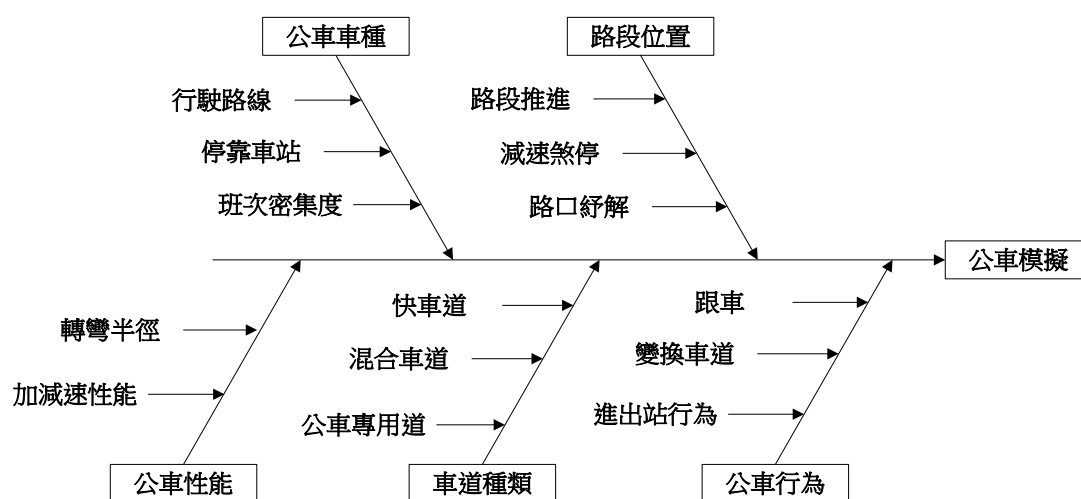 公車車種
路段位置
行駛路線
停靠車站
班次密集度
路段推進
減速煞停
路口紓解
公車模擬
轉彎半徑
加減速性能
快車道
混合車道
公車專用道
跟車
變換車道
進出站行為
公車性能
車道種類
公車行為